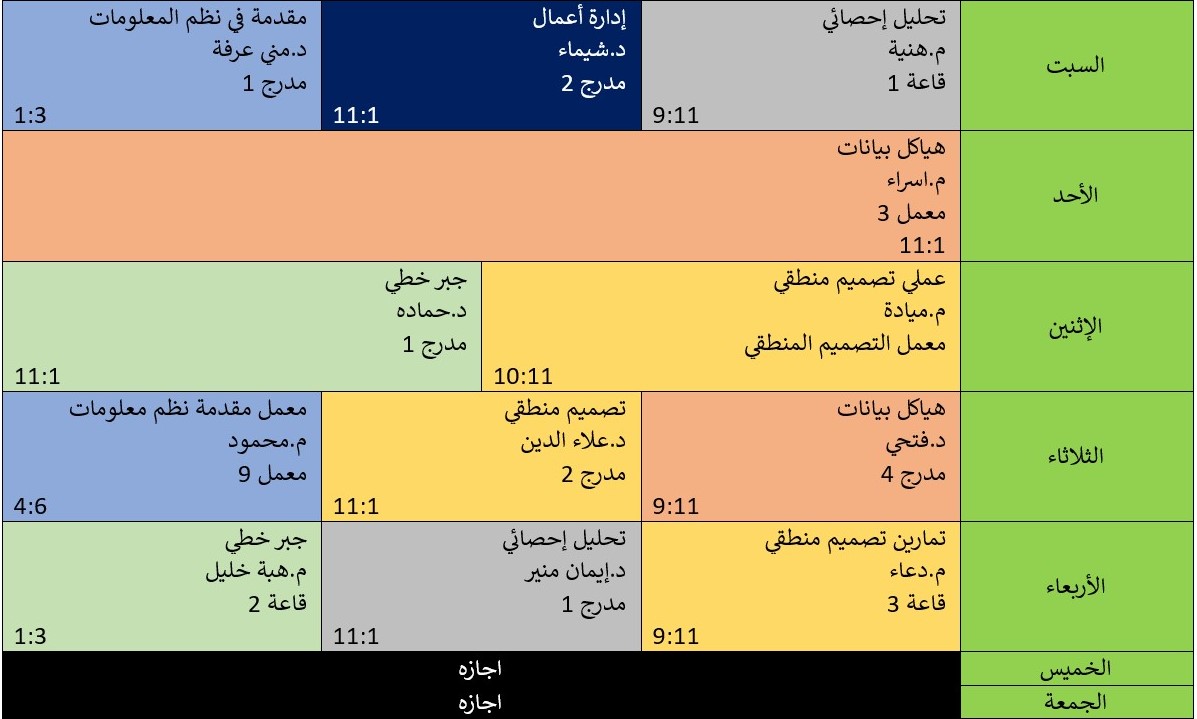 السبت
تحليل إحصائي
م.هنية
قاعة 1
9:11
إدارة أعمال
د.شيماء
مدرج 2
11:1
مقدمة في نظم المعلومات
د.مني عرفة
مدرج 1
1:3
الأحد
هياكل بيانات
م.اسراء
معمل 3
11:1
الإثنين
عملي تصميم منطقي
م.ميادة
معمل التصميم المنطقي
10:11
جبر خطي
د.حماده
مدرج 1
11:1
الثلاثاء
هياكل بيانات
د.فتحي
مدرج 4
9:11
تصميم منطقي
د.علاء الدين
مدرج 2
11:1
معمل مقدمة نظم معلومات
م.محمود
معمل 9
4:6
الأربعاء
تمارين تصميم منطقي
م.دعاء
قاعة 3
9:11
تحليل إحصائي
د.إيمان منير
مدرج 1
11:1
جبر خطي
م.هبة خليل
قاعة 2
1:3
الخميس
اجازه
الجمعة
اجازه